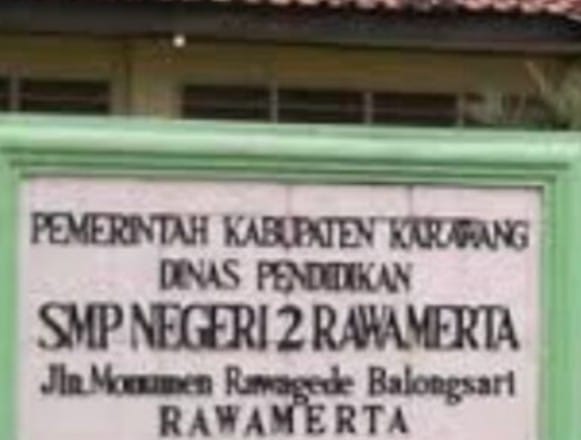 PEMERINTAH KABUPATEN KARAWANG
DINAS PENDIDIKAN
SMP NEGERI 2 RAWAMERTA
Jln.Monumen Rawagede Balongsari
RAWAMERTA